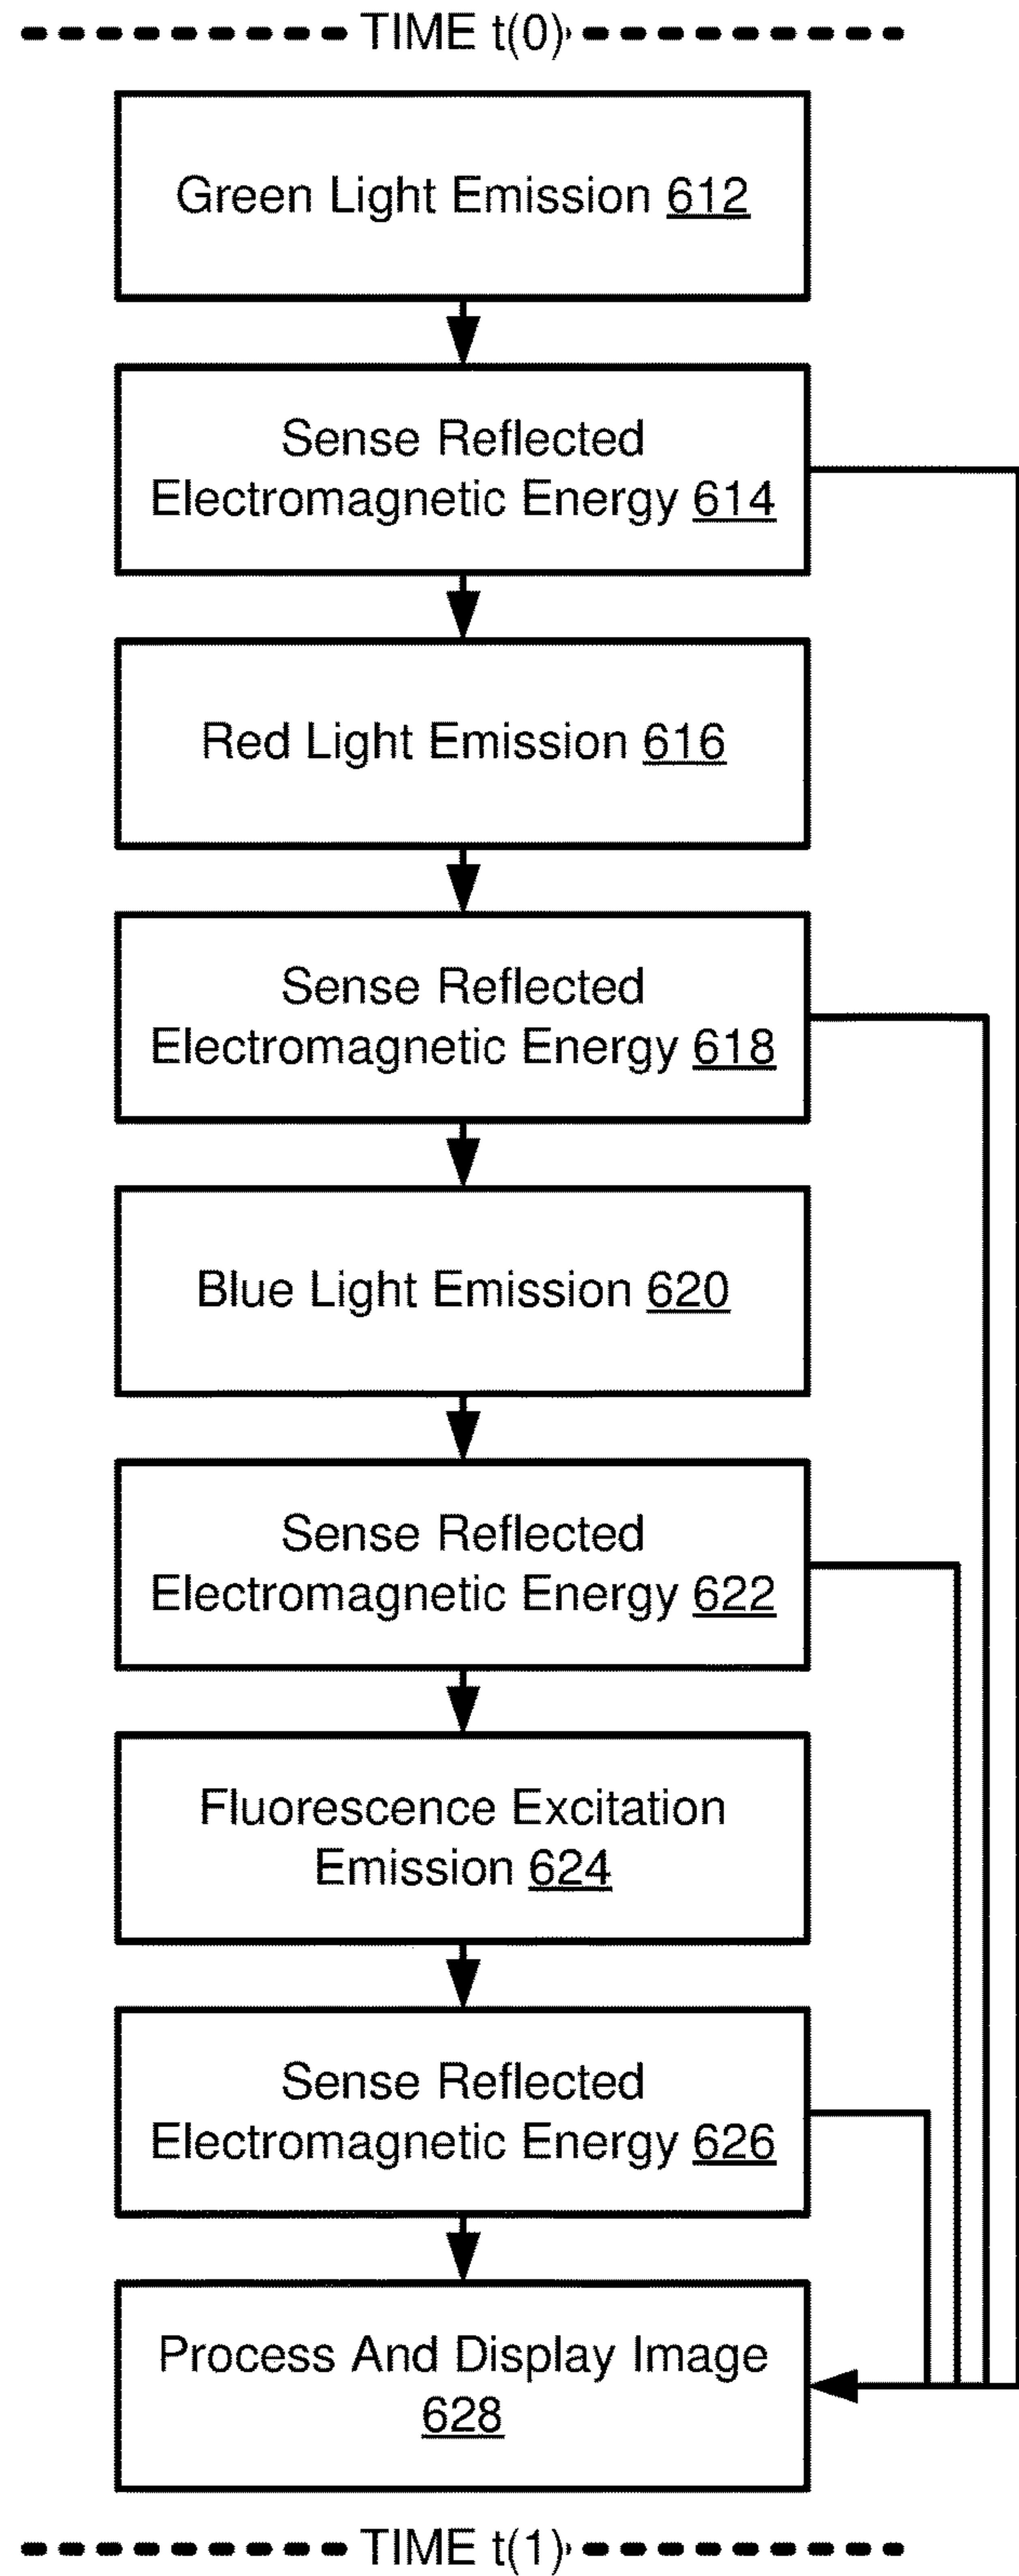 TIME t(0)
Green Light Emission 612
Sense Reflected
Electromagnetic Energy 614
Red Light Emission 616
Sense Reflected
Electromagnetic Energy 618
Blue Light Emission 620
Sense Reflected
Electromagnetic Energy 622
Fluorescence Excitation
Emission 624
Sense Reflected
Electromagnetic Energy 626
Process And Display Image
628
TIME t(1)